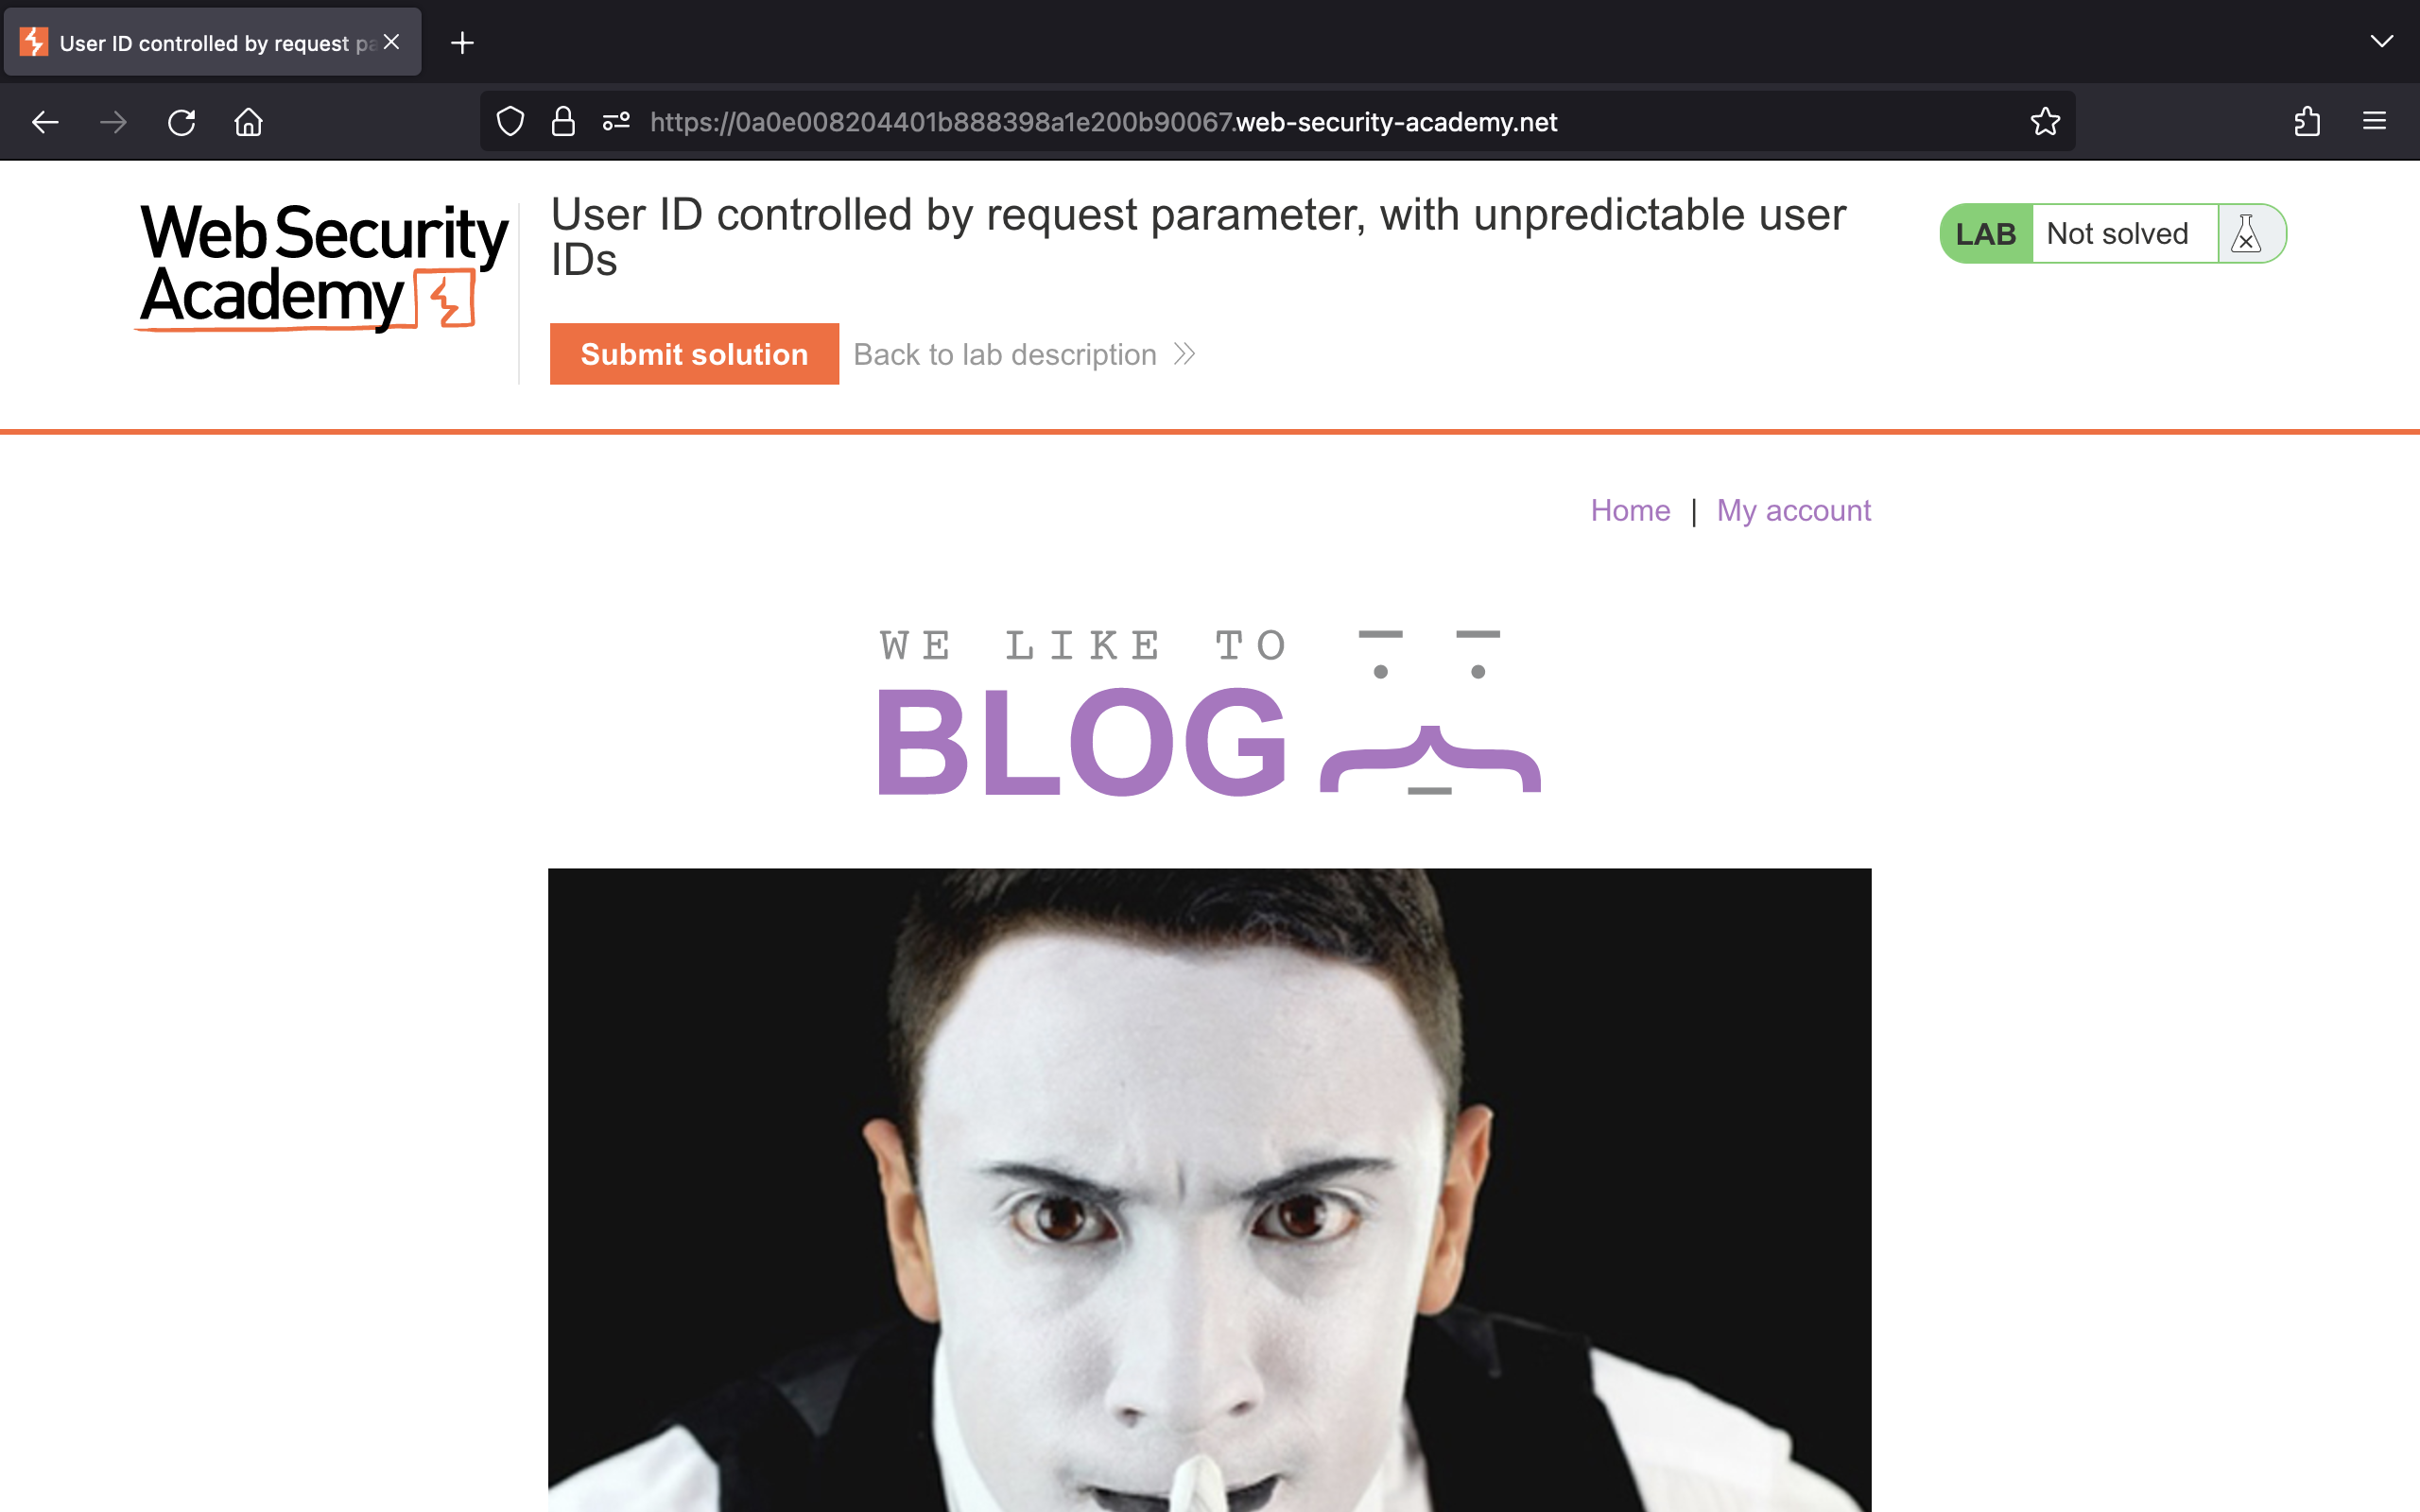 User ID controlled by request pa
https://0a0e008204401b888398a1e200b90067.web-security-academy.net
Web Security
Academy
User ID controlled by request parameter, with unpredictable user
IDs
LAB Not solved
Submit solution Back to lab description
Home | My account
WE LIKE TO
BLOG